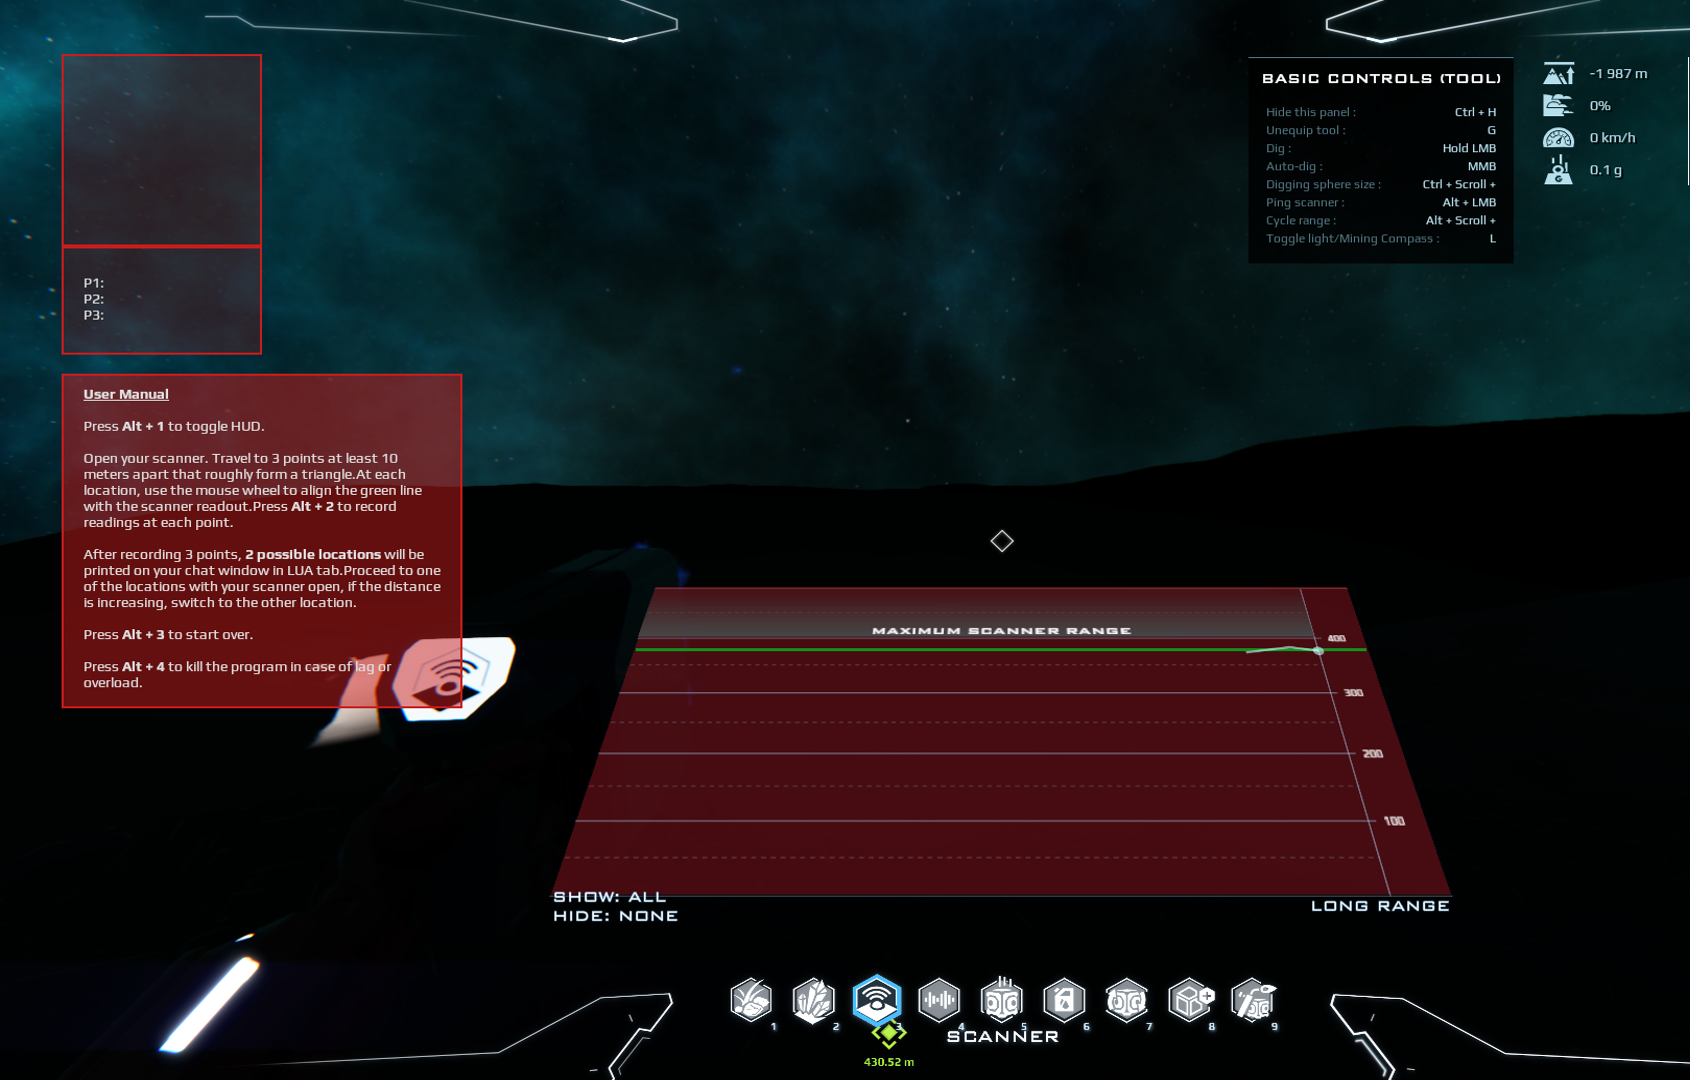 BASIC CONTROLS (TOOL)
Hide this panel : Ctrl + H
Unequip tool : G
Dig : Hold LMB
Auto-dig : MMB
Digging sphere size : Ctrl + Scroll +
Ping scanner : Alt + LMB
Cycle range : Alt + Scroll +
Toggle light/Mining Compass : L
-1 987 m
0%
0 km/h
0.1 g
P1:
P2:
P3:
User Manual
Press Alt + 1 to toggle HUD.
Open your scanner. Travel to 3 points at least 10
meters apart that roughly form a triangle.At each
location, use the mouse wheel to align the green line
with the scanner readout.Press Alt + 2 to record
readings at each point.
After recording 3 points, 2 possible locations will be
printed on your chat window in LUA tab.Proceed to one
of the locations with your scanner open, if the distance
is increasing, switch to the other location.
Press Alt + 3 to start over.
Press Alt + 4 to kill the program in case of lag or
overload.
MAXIMUM SCANNER RANGE
400
300
200
100
SHOW: ALL
HIDE: NONE
LONG RANGE
1 2 3 4 5 6 7 8 9
SCANNER
430.52 m